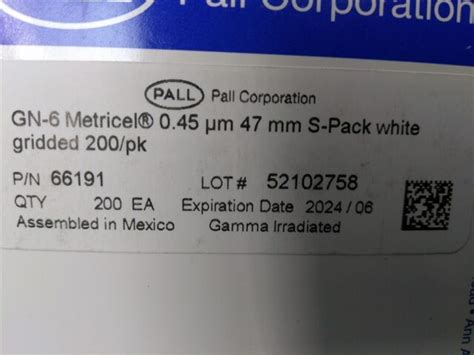 Pall Corporation
PALL Pall Corporation
GN-6 Metricel® 0.45 µm 47 mm S-Pack white
gridded 200/pk
P/N 66191 LOT # 52102758
QTY 200 EA Expiration Date 2024 / 06
Assembled in Mexico Gamma Irradiated